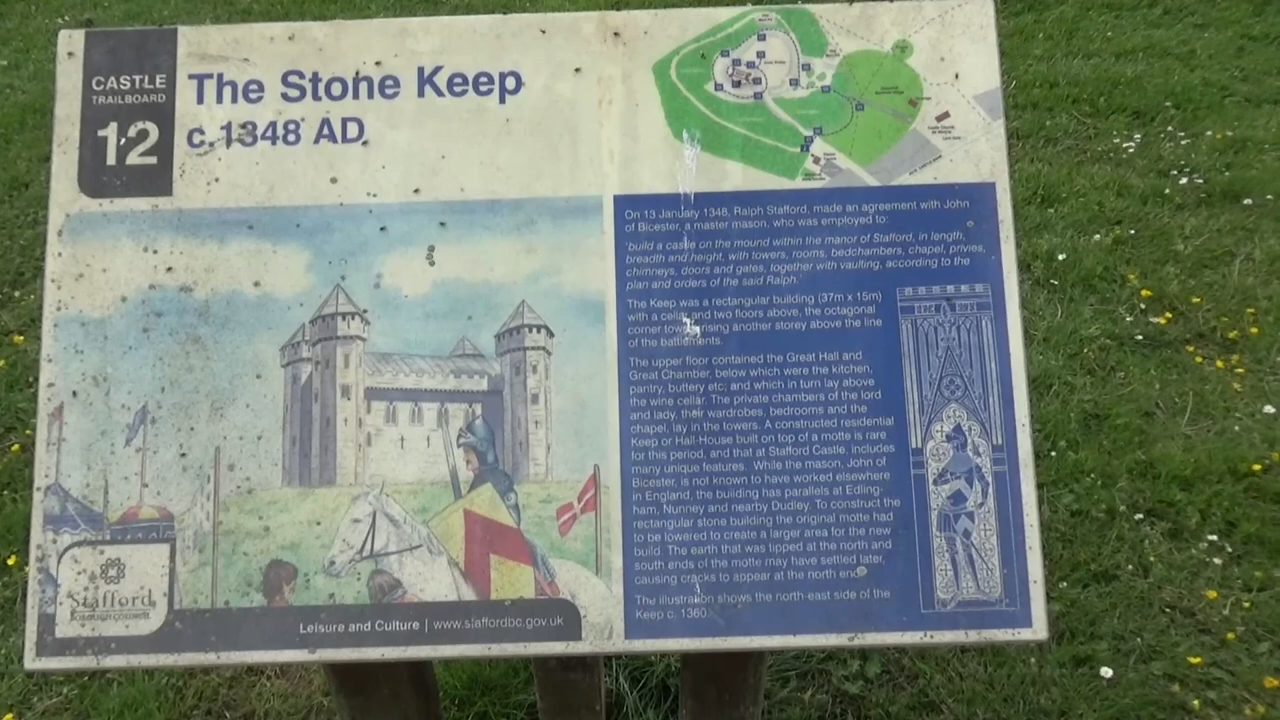 CASTLE
TRAILBOARD
12
The Stone Keep
c.1348 AD
On 13 January 1348, Ralph Stafford, made an agreement with John
of Bicester, a master mason, who was employed to:
'build a castle on the mound within the manor of Stafford, in length,
breadth and height, with towers, rooms, bedchambers, chapel, privies,
chimneys, doors and gates, together with vaulting, according to the
plan and orders of the said Ralph.'
The Keep was a rectangular building (37m x 15m)
with a cellar and two floors above, the octagonal
corner towers rising another storey above the line
of the battlements.
The upper floor contained the Great Hall and
Great Chamber, below which were the kitchen,
pantry, buttery etc; and which in turn lay above
the wine cellar. The private chambers of the lord
and lady, their wardrobes, bedrooms and the
chapel, lay in the towers. A constructed residential
Keep or Hall-House built on top of a motte is rare
for this period, and that at Stafford Castle, includes
many unique features. While the mason, John of
Bicester, is not known to have worked elsewhere
in England, the building has parallels at Edling-
ham, Nunney and nearby Dudley. To construct the
rectangular stone building the original motte had
to be lowered to create a larger area for the new
build. The earth that was tipped at the north and
south ends of the motte may have settled later,
causing cracks to appear at the north end.
The illustration shows the north-east side of the
Keep c. 1360.
Stafford
BOROUGH COUNCIL
Leisure and Culture | www.staffordbc.gov.uk